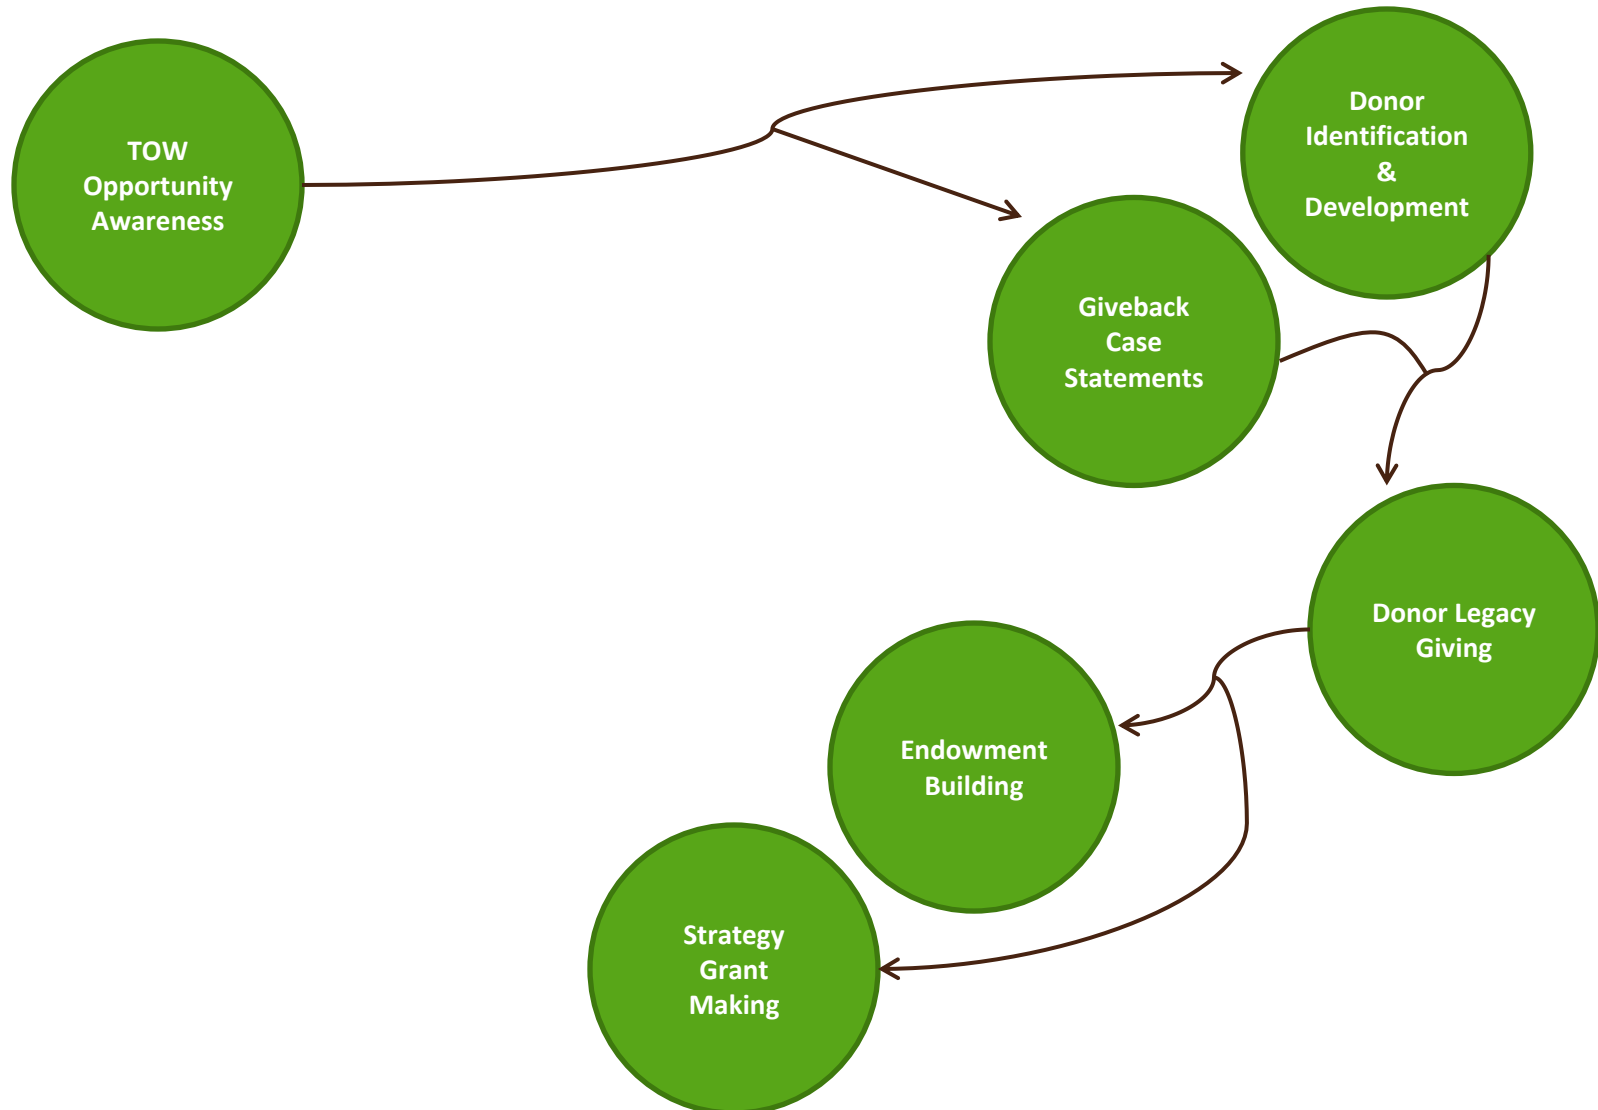 TOW
Opportunity
Awareness
Donor
Identification
&
Development
Giveback
Case
Statements
Donor Legacy
Giving
Endowment
Building
Strategy
Grant
Making